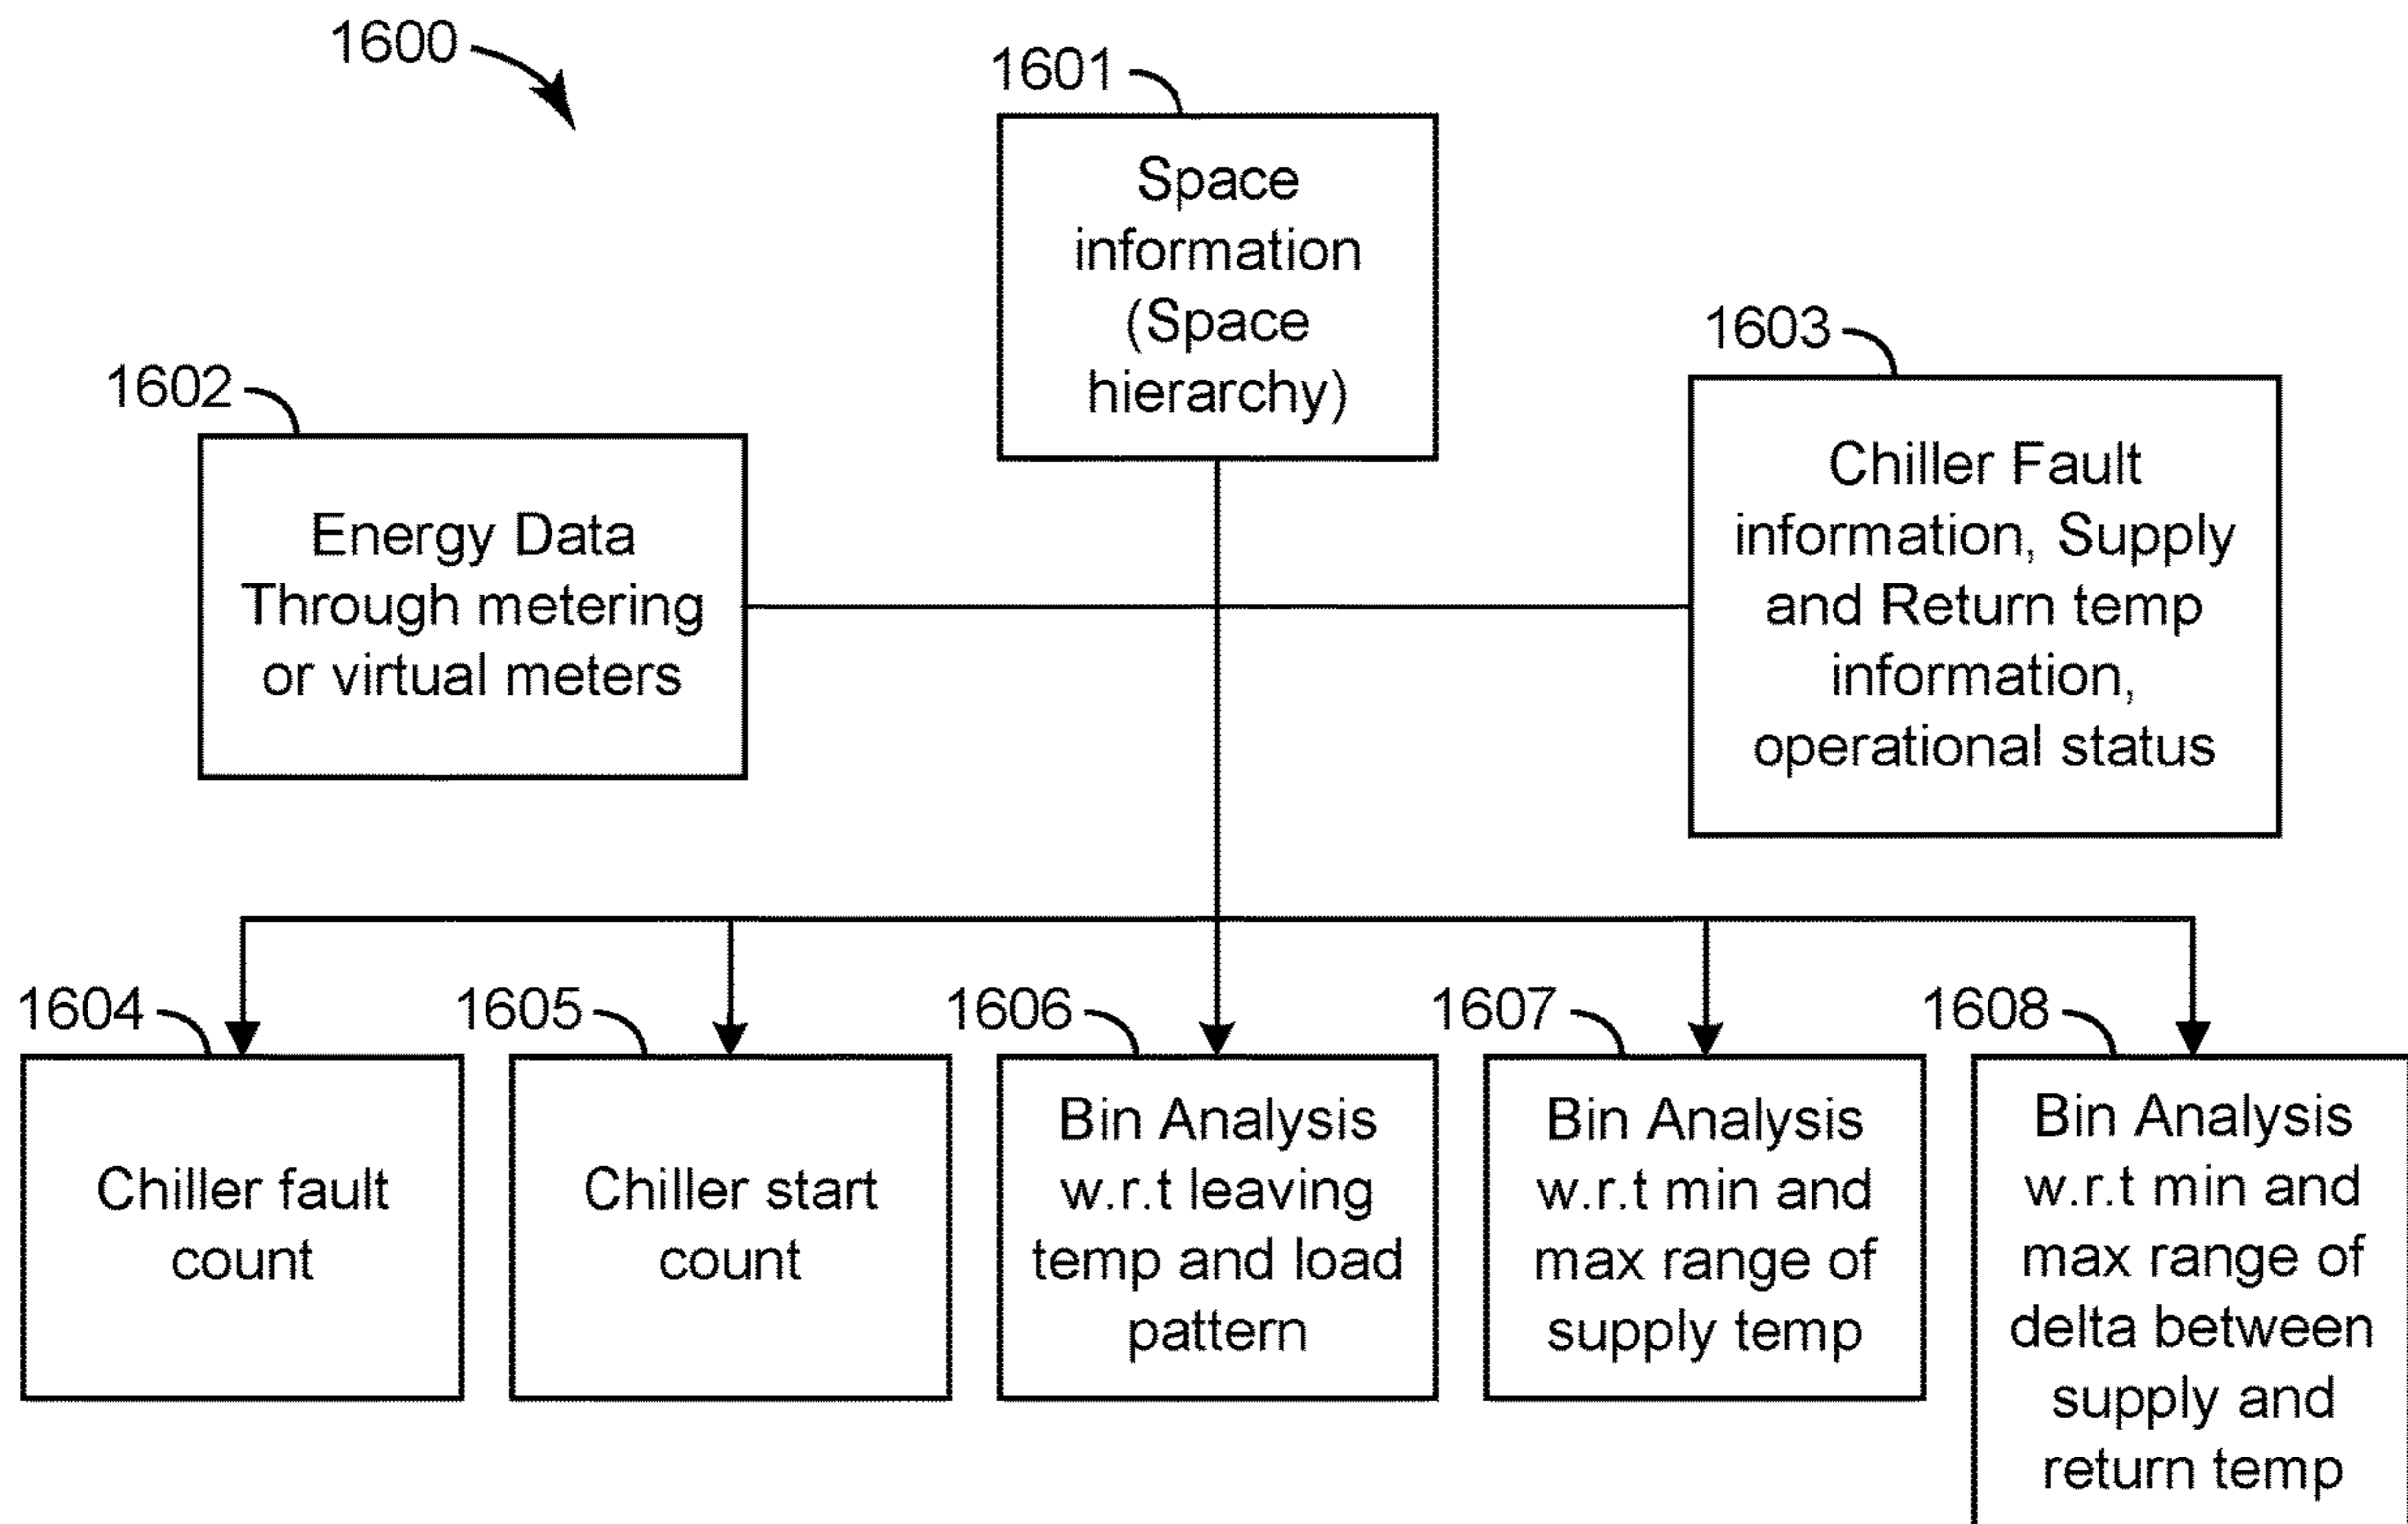 1600
1601
Space
information
(Space
hierarchy)
1602
Energy Data
Through metering
or virtual meters
1603
Chiller Fault
information, Supply
and Return temp
information,
operational status
1604
Chiller fault
count
1605
Chiller start
count
1606
Bin Analysis
w.r.t leaving
temp and load
pattern
1607
Bin Analysis
w.r.t min and
max range of
supply temp
1608
Bin Analysis
w.r.t min and
max range of
delta between
supply and
return temp